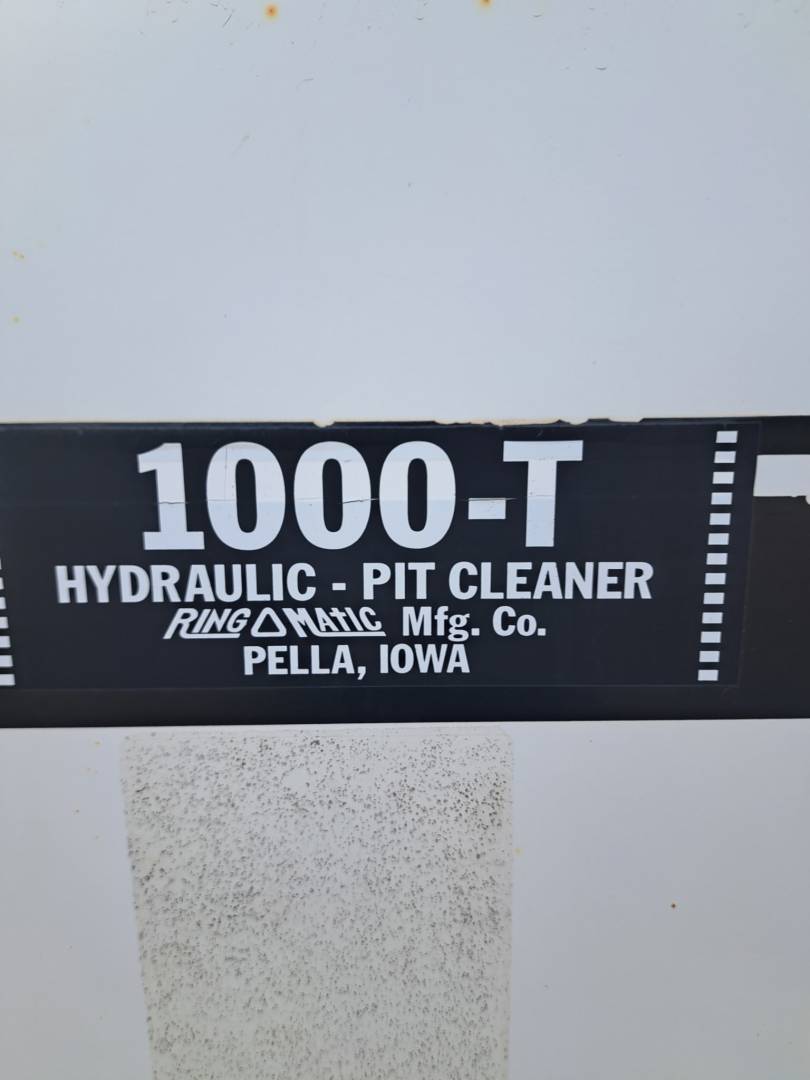 1000-T
HYDRAULIC - PIT CLEANER
RING O MATIC Mfg. Co.
PELLA, IOWA